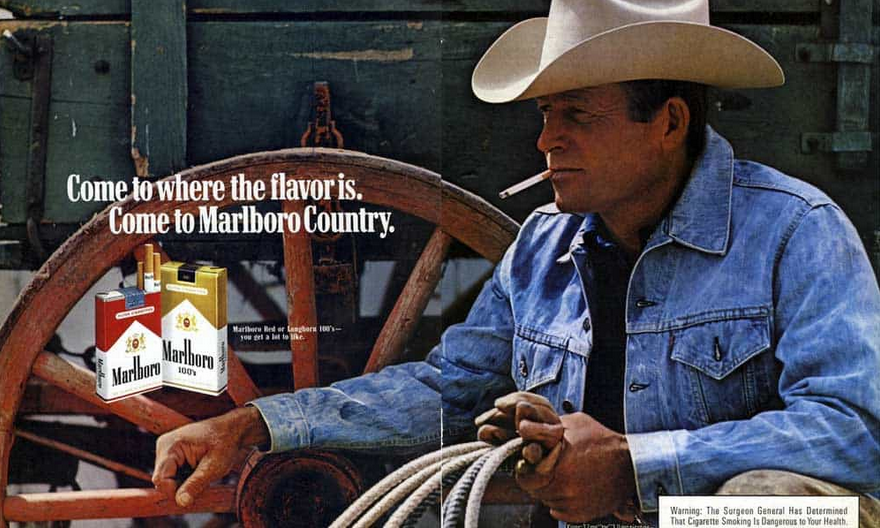 Come to where the flavor is.
Come to Marlboro Country.
Marlboro Red or Longhorn 100's—
you get a lot to like.
Marlboro
Marlboro
100's
Warning: The Surgeon General Has Determined
That Cigarette Smoking Is Dangerous to Your Health.